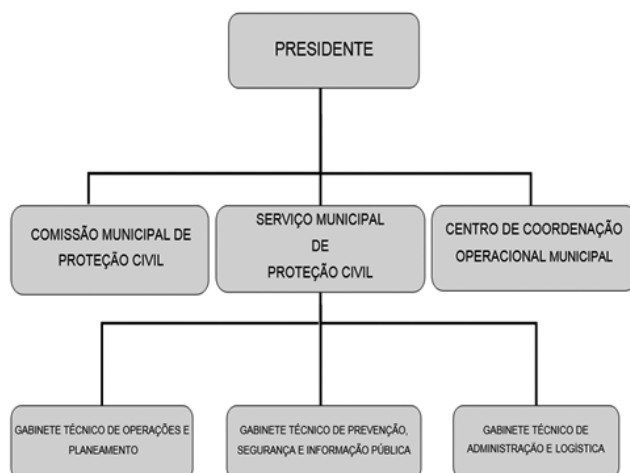 PRESIDENTE
COMISSÃO MUNICIPAL DE
PROTEÇÃO CIVIL
SERVIÇO MUNICIPAL
DE
PROTEÇÃO CIVIL
CENTRO DE COORDENAÇÃO
OPERACIONAL MUNICIPAL
GABINETE TÉCNICO DE OPERAÇÕES E
PLANEAMENTO
GABINETE TÉCNICO DE PREVENÇÃO,
SEGURANÇA E INFORMAÇÃO PÚBLICA
GABINETE TÉCNICO DE
ADMINISTRAÇÃO E LOGÍSTICA